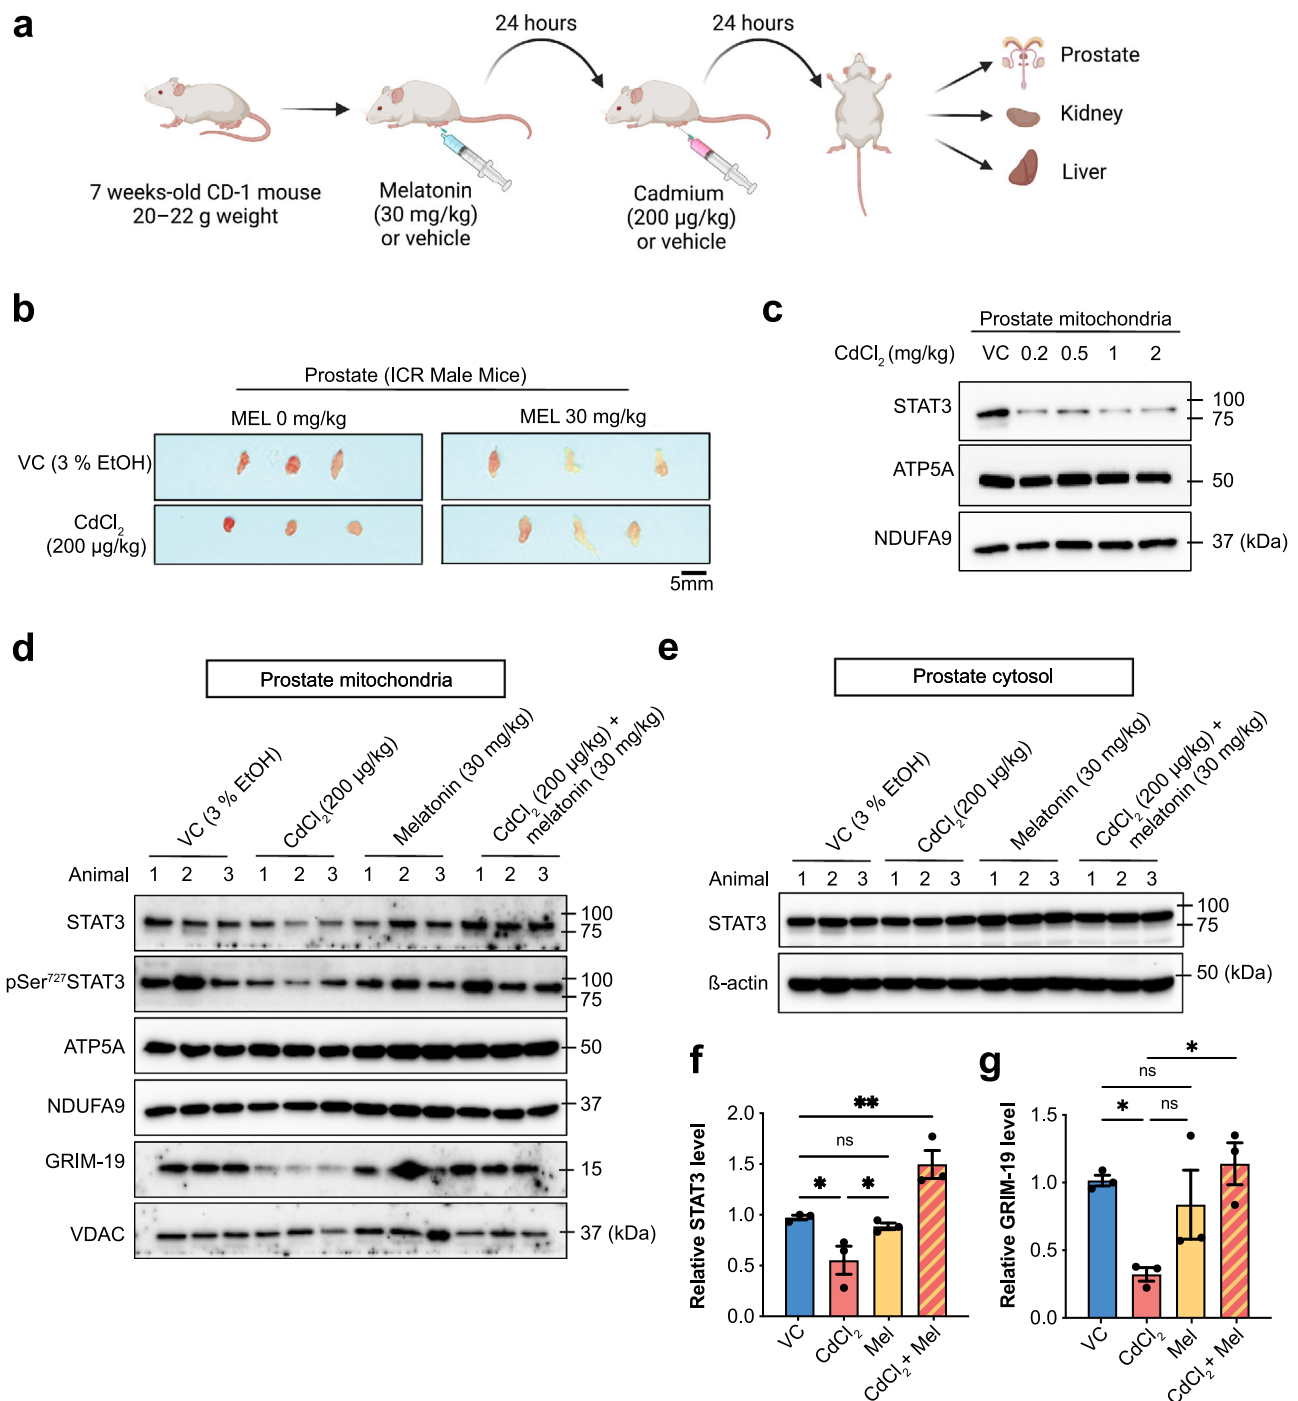 a
24 hours
24 hours
7 weeks-old CD-1 mouse
20–22 g weight
Melatonin
(30 mg/kg)
or vehicle
Cadmium
(200 µg/kg)
or vehicle
Prostate
Kidney
Liver
b
Prostate (ICR Male Mice)
MEL 0 mg/kg
MEL 30 mg/kg
VC (3 % EtOH)
CdCl₂
(200 µg/kg)
5mm
c
Prostate mitochondria
CdCl₂ (mg/kg) VC 0.2 0.5 1 2
STAT3
100
75
ATP5A
50
NDUFA9
37 (kDa)
d
Prostate mitochondria
VC (3 % EtOH)
CdCl₂(200 µg/kg)
Melatonin (30 mg/kg)
CdCl₂ (200 µg/kg) +
melatonin (30 mg/kg)
Animal 1 2 3 1 2 3 1 2 3 1 2 3
STAT3
100
75
pSer⁷²⁷STAT3
100
75
ATP5A
50
NDUFA9
37
GRIM-19
15
VDAC
37 (kDa)
e
Prostate cytosol
VC (3 % EtOH)
CdCl₂(200 µg/kg)
Melatonin (30 mg/kg)
CdCl₂ (200 µg/kg) +
melatonin (30 mg/kg)
Animal 1 2 3 1 2 3 1 2 3 1 2 3
STAT3
100
75
ß-actin
50 (kDa)
f
Relative STAT3 level
2.0
1.5
1.0
0.5
0.0
**
ns
*
*
VC
CdCl₂
Mel
CdCl₂+ Mel
g
Relative GRIM-19 level
1.5
1.0
0.5
0.0
*
ns
*
ns
VC
CdCl₂
Mel
CdCl₂+ Mel